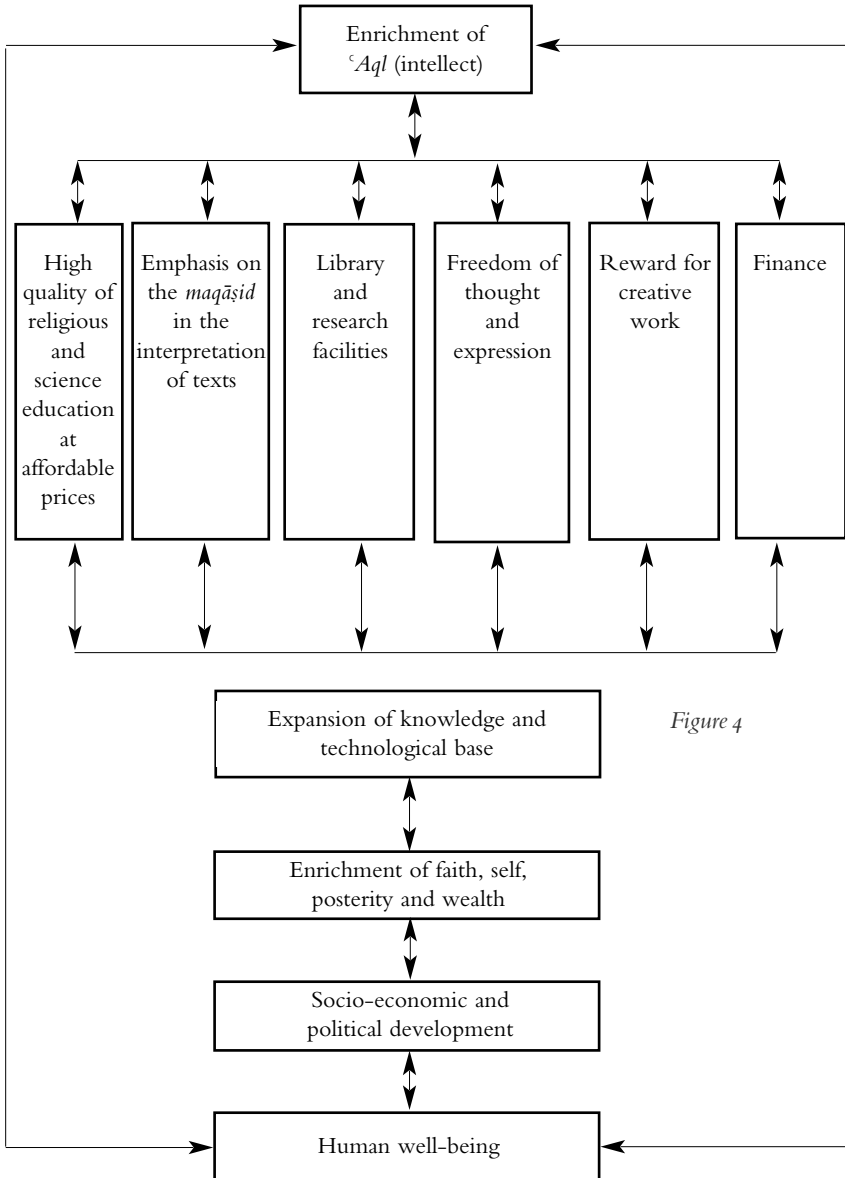 Enrichment of
ᶜAql (intellect)
High
quality of
religious
and
science
education
at
affordable
prices
Emphasis on
the maqāṣid
in the
interpretation
of texts
Library
and
research
facilities
Freedom of
thought
and
expression
Reward for
creative
work
Finance
Expansion of knowledge and
technological base
Figure 4
Enrichment of faith, self,
posterity and wealth
Socio-economic and
political development
Human well-being